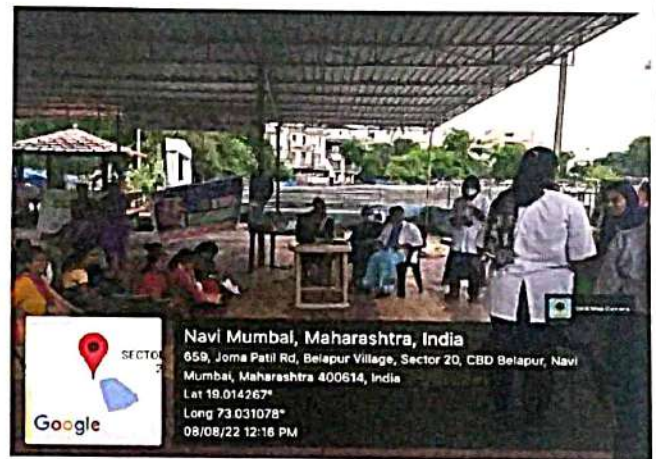 SECTO
2
Google
Navi Mumbai, Maharashtra, India
659, Joma Patil Rd, Belapur Village, Sector 20, CBD Belapur, Navi
Mumbai, Maharashtra 400614, India
Lat 19.014267°
Long 73.031078°
08/08/22 12:16 PM